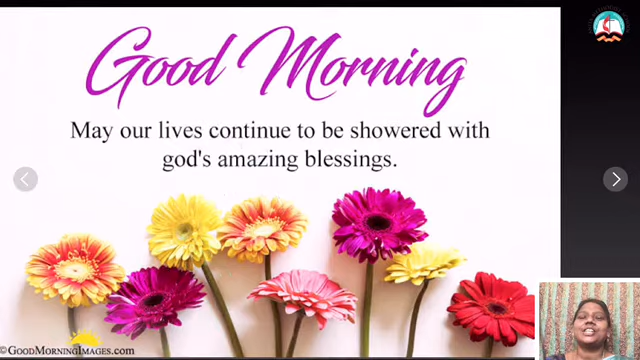 Good Morning
May our lives continue to be showered with
god's amazing blessings.
©GoodMorningImages.com